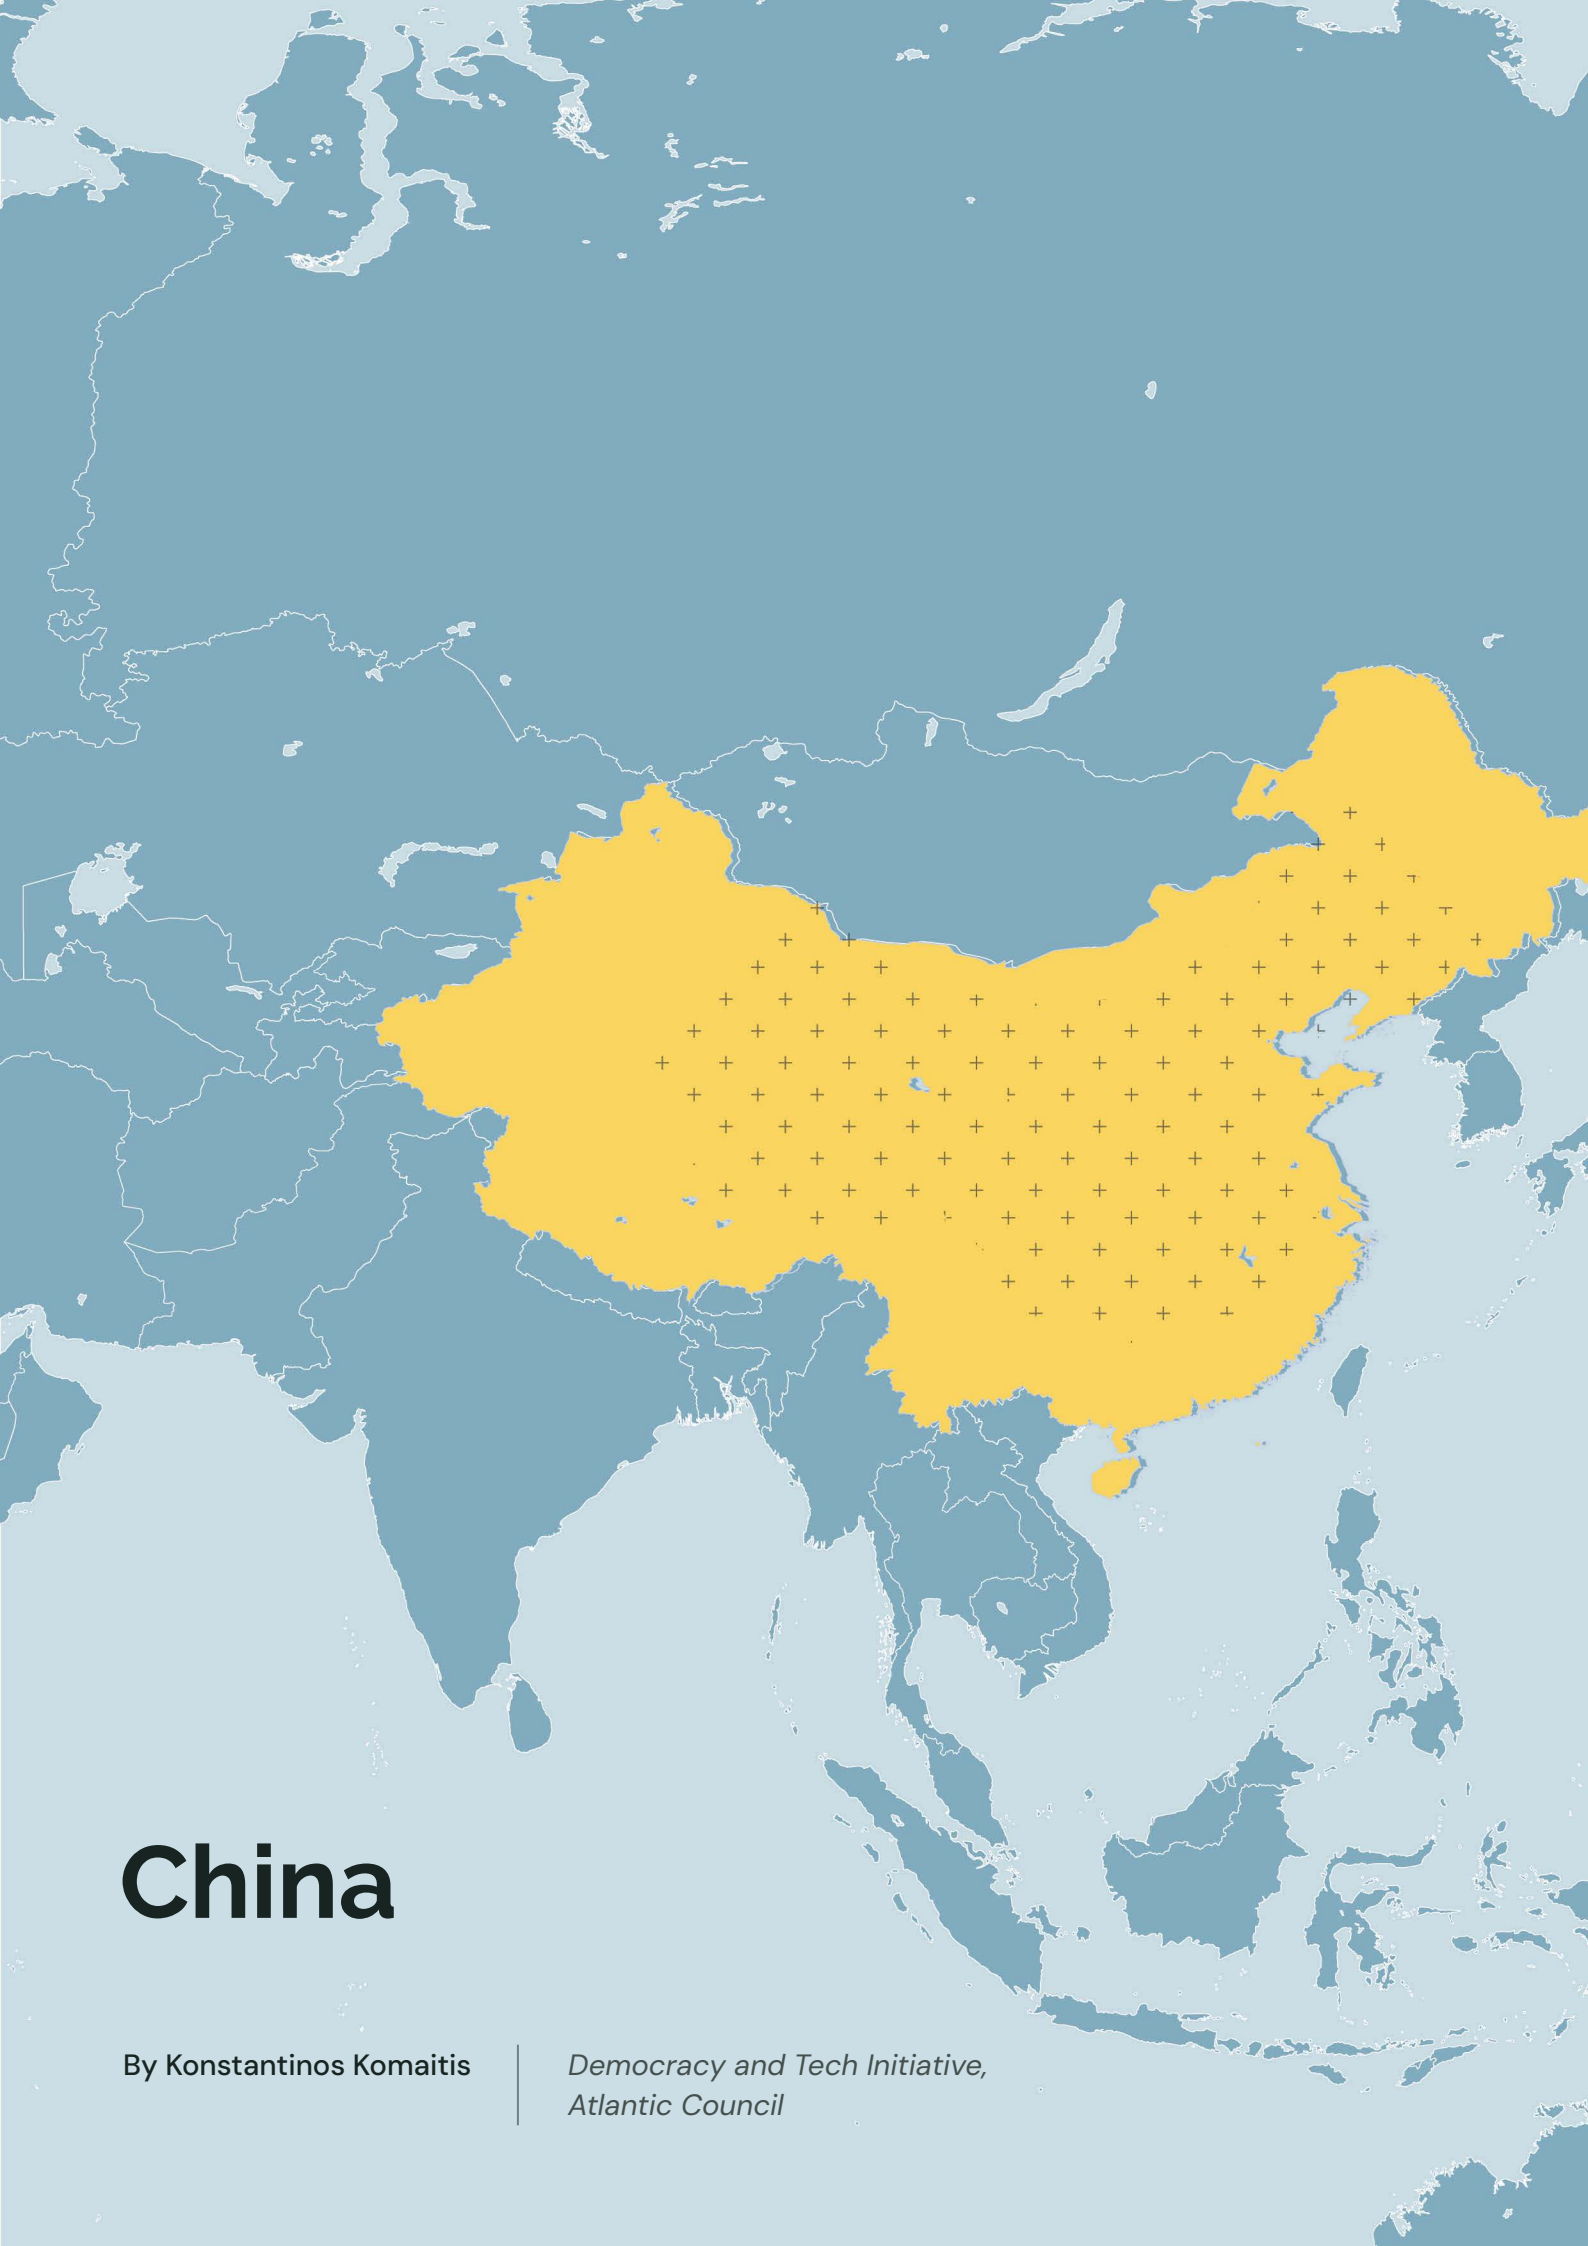 China
By Konstantinos Komaitis
Democracy and Tech Initiative,
Atlantic Council